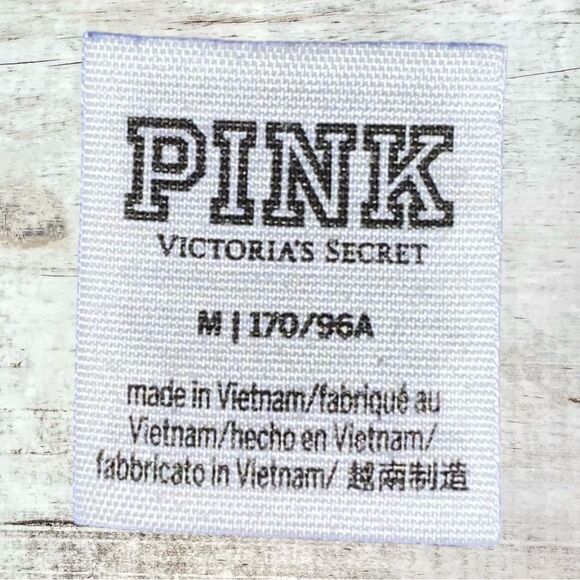 PINK
VICTORIA'S SECRET
M | 170/96A
made in Vietnam/fabriqué au
Vietnam/hecho en Vietnam/
fabbricato in Vietnam/ 越南制造